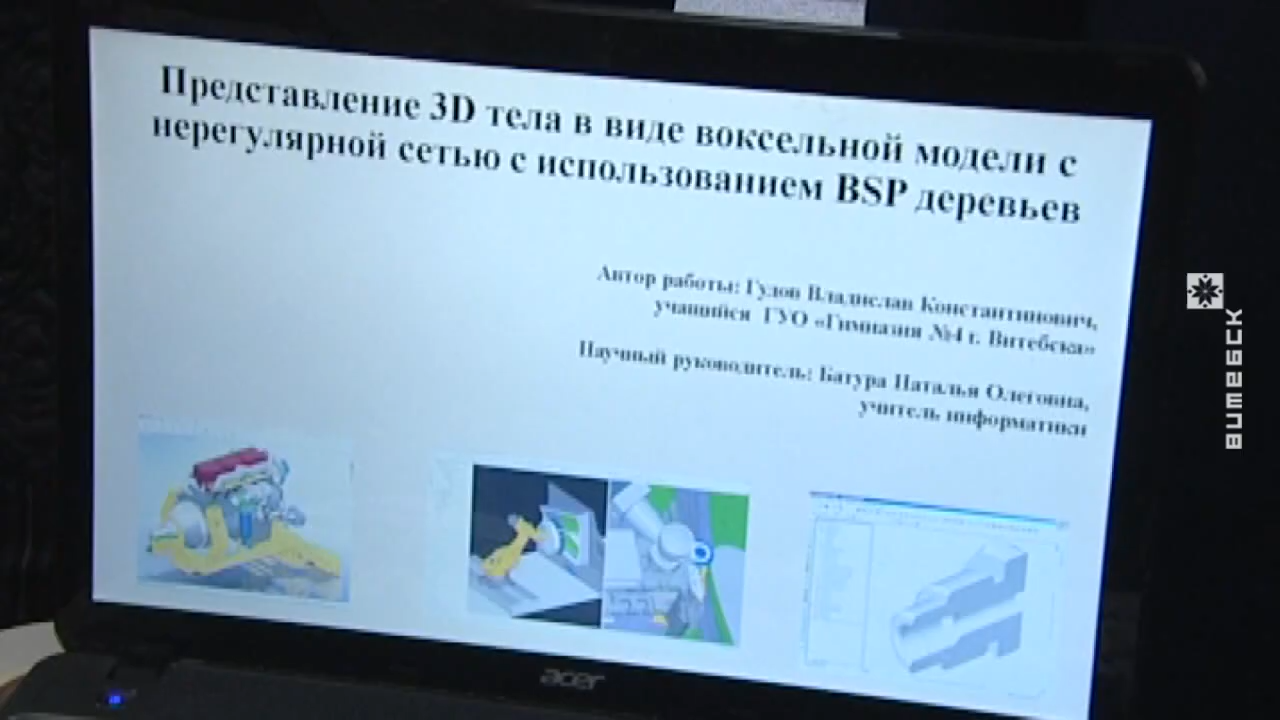 Представление 3D тела в виде воксельной модели с
нерегулярной сетью с использованием BSP деревьев
Автор работы: Гудов Владислав Константинович,
учащийся ГУО «Гимназия №4 г. Витебска»
Научный руководитель: Батура Наталья Олеговна,
учитель информатики
acer
витебск